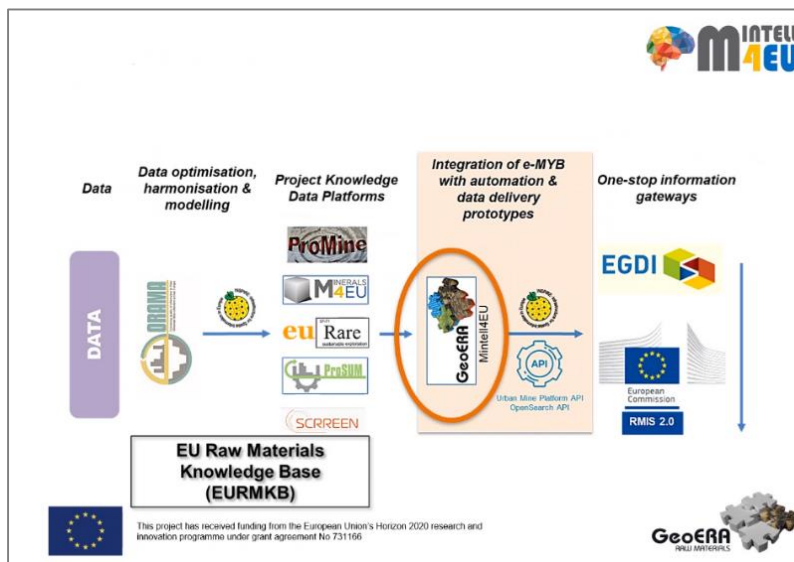 MINTELL
4EU
Data
Data optimisation,
harmonisation &
modelling
Project Knowledge
Data Platforms
Integration of e-MYB
with automation &
data delivery
prototypes
One-stop information
gateways
DATA
ORAMA
ProMine
MINERALS
M4EU
eu Rare
ProSUM
SCRREEN
GeoERA
Mintell4EU
API
Urban Mine Platform API
OpenSearch API
EGDI
European
Commission
RMIS 2.0
EU Raw Materials
Knowledge Base
(EURMKB)
This project has received funding from the European Union's Horizon 2020 research and
innovation programme under grant agreement No 731166
GeoERA
RAW MATERIALS